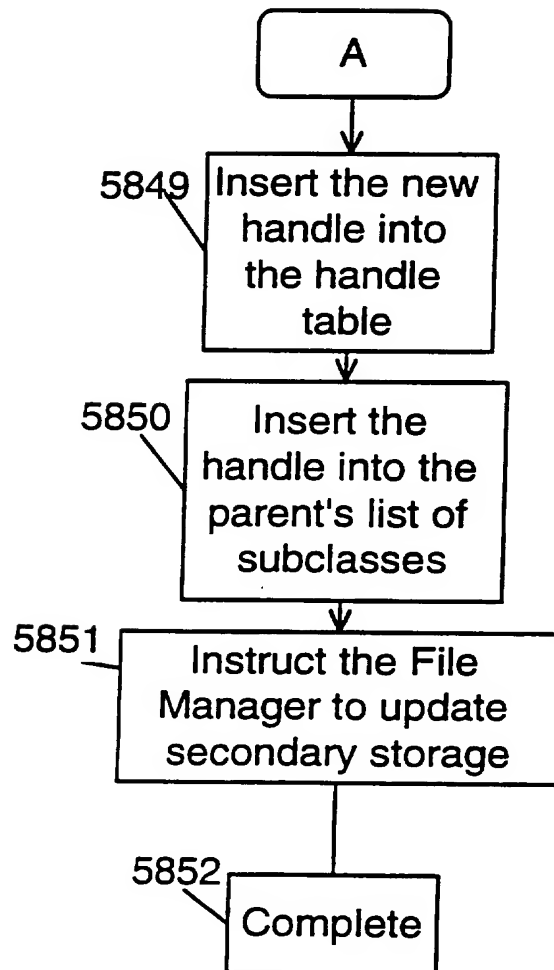 A
5849
Insert the new
handle into
the handle
table
5850
Insert the
handle into the
parent's list of
subclasses
5851
Instruct the File
Manager to update
secondary storage
5852
Complete